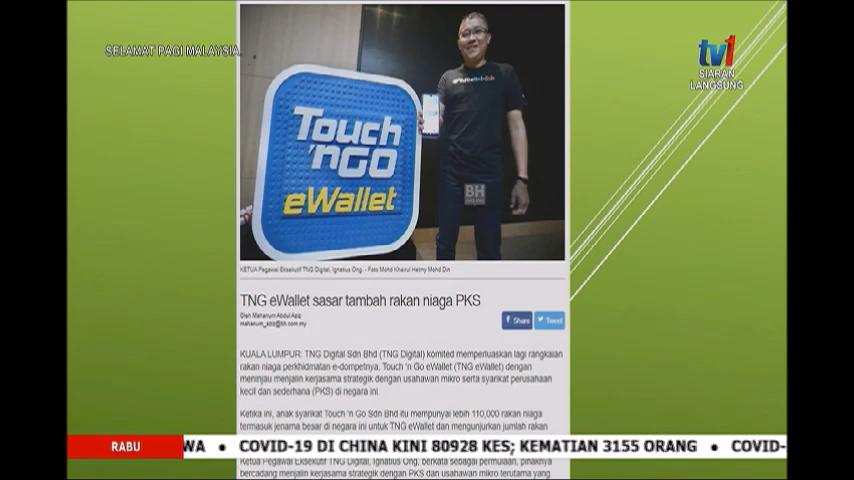 SELAMAT PAGI MALAYSIA
tv1
SIARAN
LANGSUNG
Touch
'nGO
eWallet
BH
KETUA Pegawai Eksekutif TNG Digital, Ignatius Ong. - Foto Mohd Khairul Helmy Mohd Din
TNG eWallet sasar tambah rakan niaga PKS
Oleh Mahanum Abdul Aziz
mahanum_aziz@bh.com.my
Share
Tweet
KUALA LUMPUR: TNG Digital Sdn Bhd (TNG Digital) komited memperluaskan lagi rangkaian
rakan niaga perkhidmatan e-dompetnya, Touch 'n Go eWallet (TNG eWallet) dengan
meninjau menjalin kerjasama strategik dengan usahawan mikro serta syarikat perusahaan
kecil dan sederhana (PKS) di negara ini.
Ketika ini, anak syarikat Touch 'n Go Sdn Bhd itu mempunyai lebih 110,000 rakan niaga
termasuk jenama besar di negara ini untuk TNG eWallet dan mengunjurkan jumlah rakan
RABU
WA • COVID-19 DI CHINA KINI 80928 KES; KEMATIAN 3155 ORANG • COVID-
Ketua Pegawai Eksekutif TNG Digital, Ignatius Ong, berkata sebagai permulaan, pihaknya
bercadang menjalin kerjasama strategik dengan PKS dan usahawan mikro terutama yang